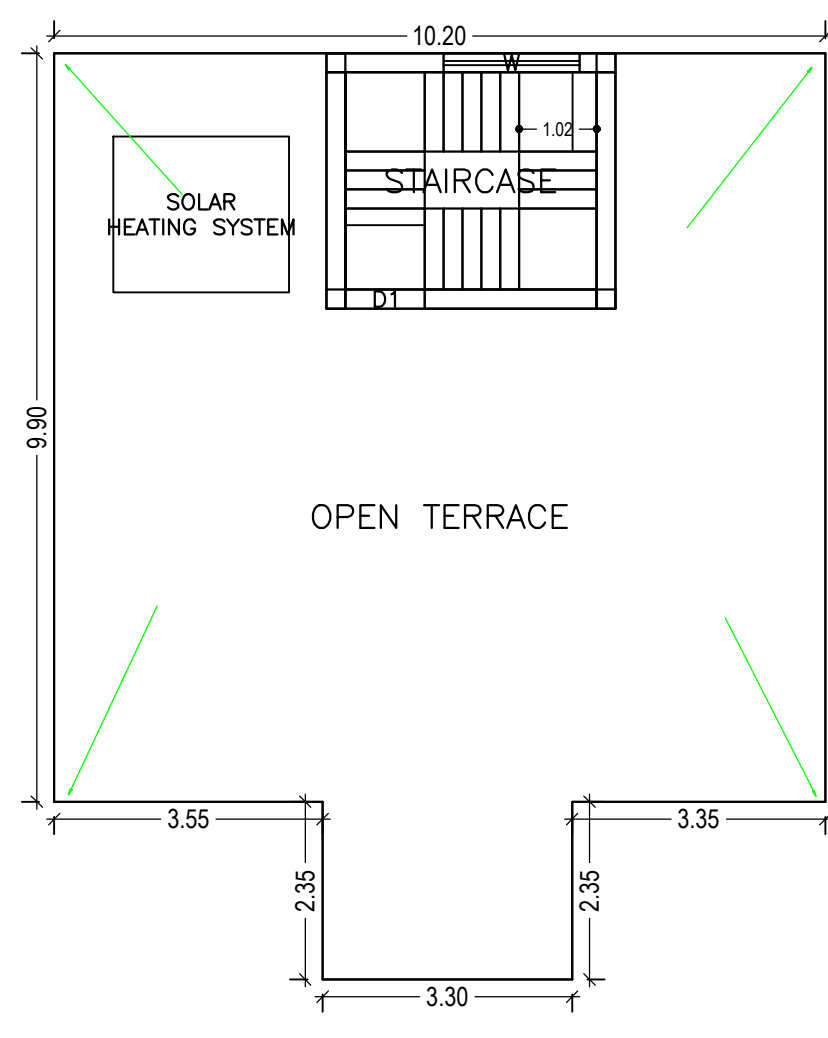 10.20
W
1.02
STAIRCASE
SOLAR
HEATING SYSTEM
D1
9.90
OPEN TERRACE
3.55
3.35
2.35
2.35
3.30